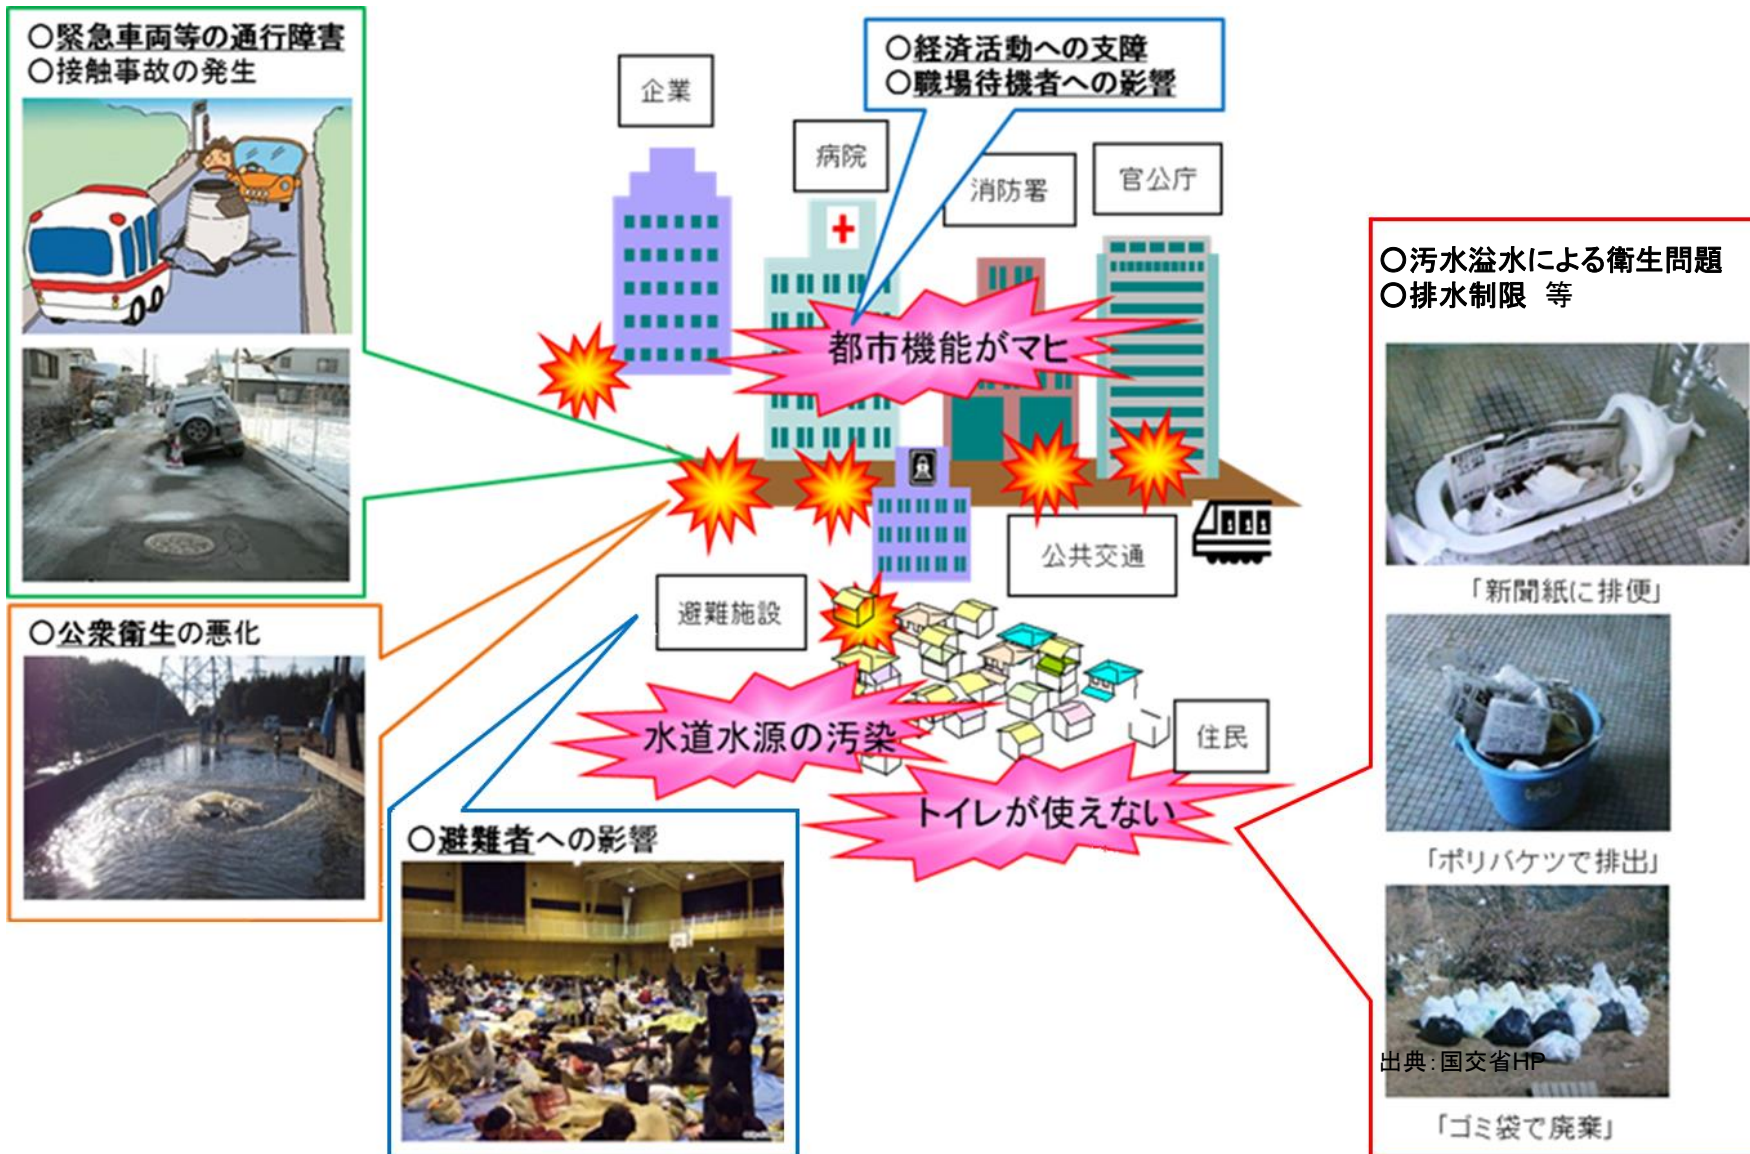 ○緊急車両等の通行障害
○接触事故の発生
○経済活動への支障
○職場待機者への影響
企業
病院
消防署
官公庁
都市機能がマヒ
○汚水溢水による衛生問題
○排水制限 等
「新聞紙に排便」
公共交通
避難施設
○公衆衛生の悪化
水道水源の汚染
住民
トイレが使えない
○避難者への影響
「ポリバケツで排出」
出典:国交省HP
「ゴミ袋で廃棄」